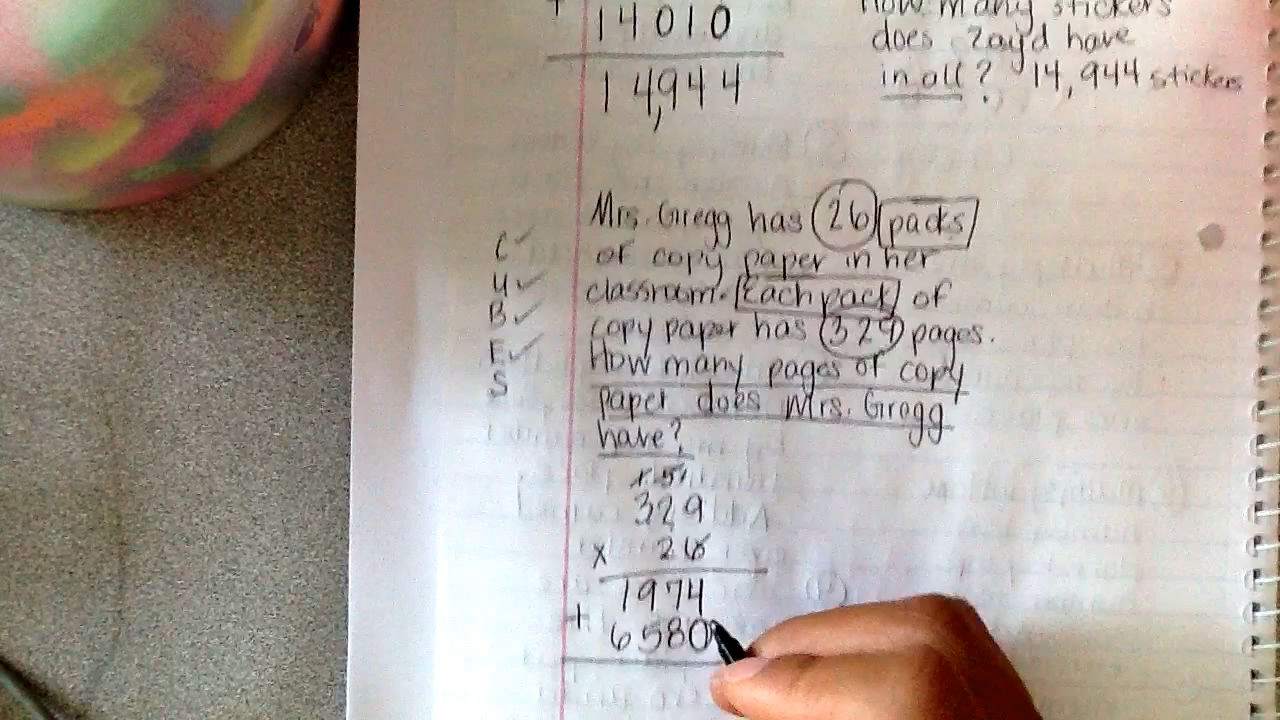 + 14010
14,944
How many stickers
does Zayd have
in all? 14,944 stickers
C✓
U✓
B✓
E✓
S
Mrs. Gregg has 26 packs
of copy paper in her
classroom. Each pack of
copy paper has 329 pages.
How many pages of copy
paper does Mrs. Gregg
have?
329
x 26
1974
+ 6580